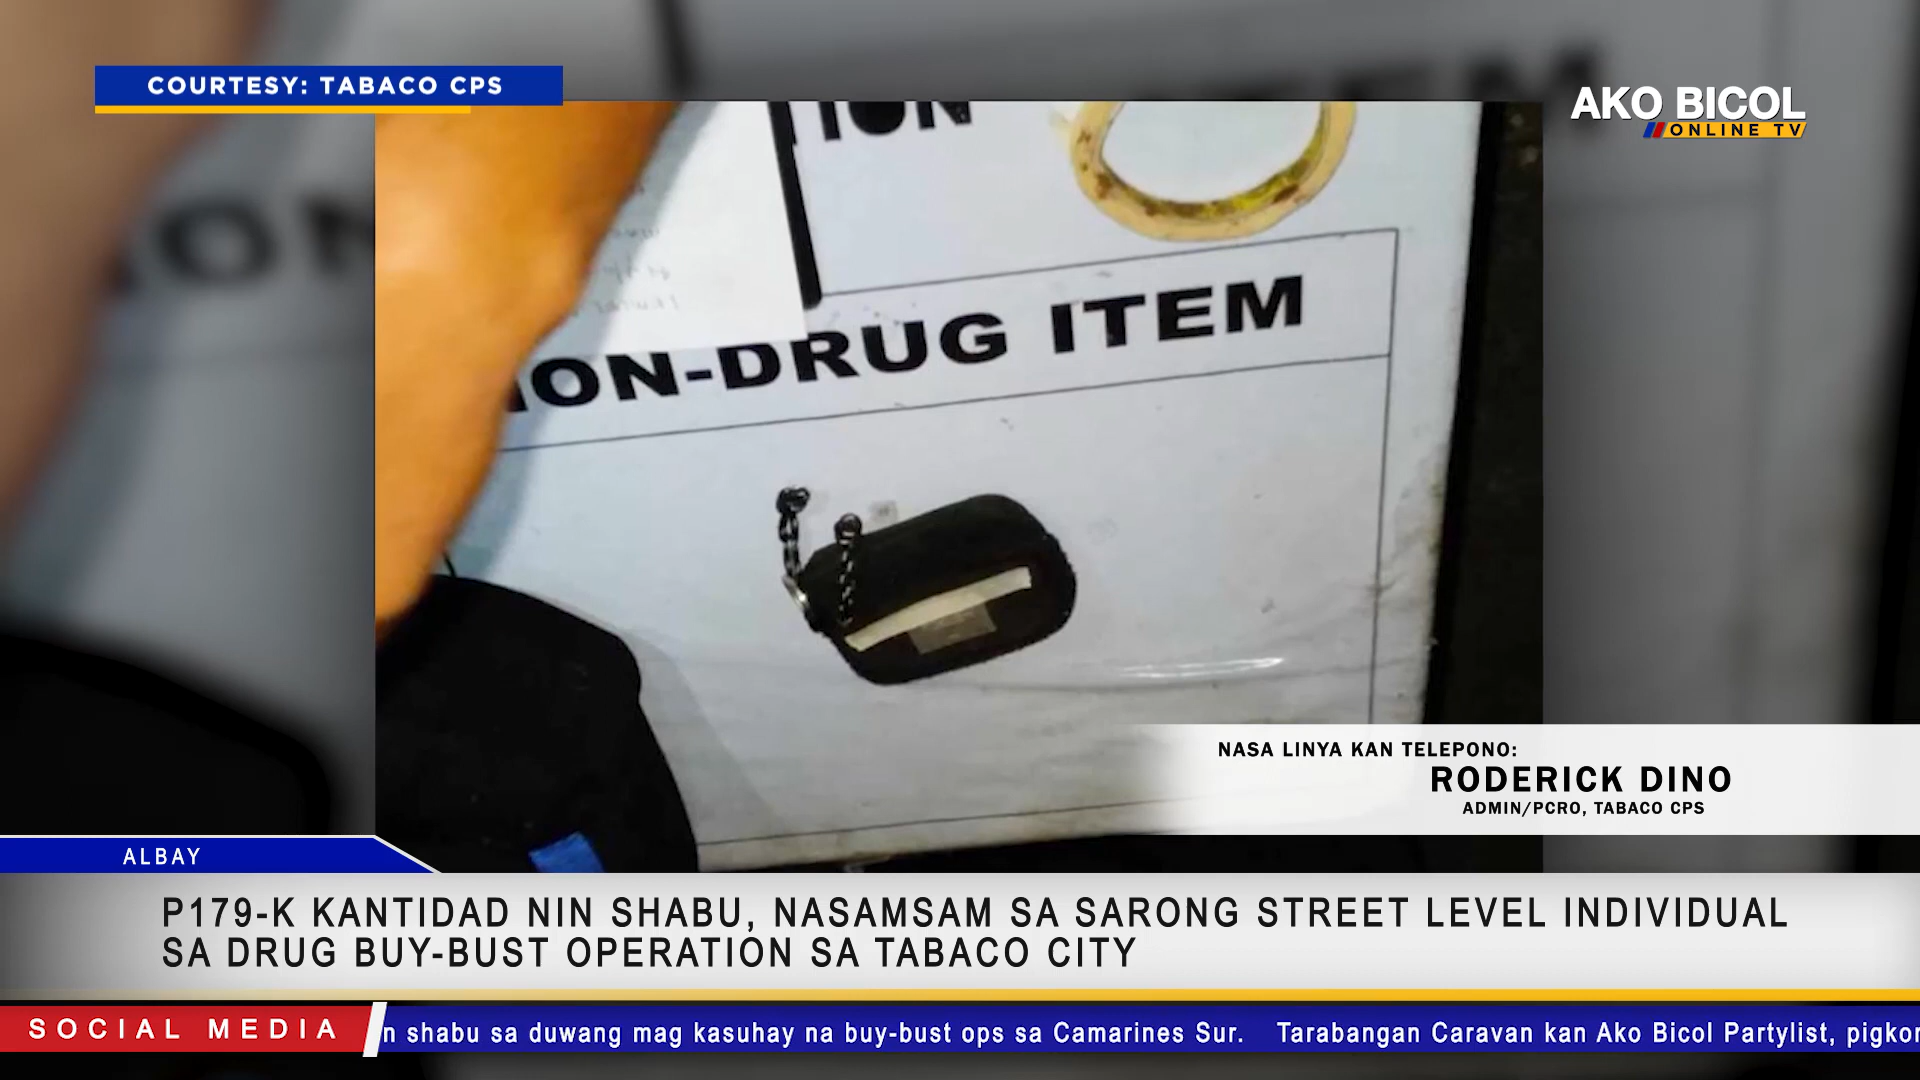 COURTESY: TABACO CPS
AKO BICOL
ONLINE TV
ION
NON-DRUG ITEM
NASA LINYA KAN TELEPONO:
RODERICK DINO
ADMIN/PCRO, TABACO CPS
ALBAY
P179-K KANTIDAD NIN SHABU, NASAMSAM SA SARONG STREET LEVEL INDIVIDUAL
SA DRUG BUY-BUST OPERATION SA TABACO CITY
SOCIAL MEDIA
n shabu sa duwang mag kasuhay na buy-bust ops sa Camarines Sur. Tarabangan Caravan kan Ako Bicol Partylist, pigkor